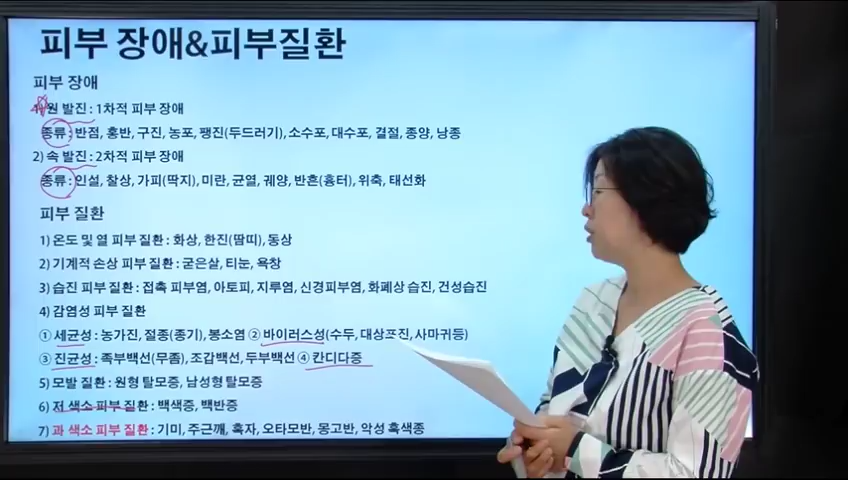 피부 장애&피부질환
피부 장애
원 발진 : 1차적 피부 장애
종류 : 반점, 홍반, 구진, 농포, 팽진(두드러기), 소수포, 대수포, 결절, 종양, 낭종
2) 속 발진 : 2차적 피부 장애
종류 : 인설, 찰상, 가피(딱지), 미란, 균열, 궤양, 반흔(흉터), 위축, 태선화
피부 질환
1) 온도 및 열 피부 질환 : 화상, 한진(땀띠), 동상
2) 기계적 손상 피부 질환 : 굳은살, 티눈, 욕창
3) 습진 피부 질환 : 접촉 피부염, 아토피, 지루염, 신경피부염, 화폐상 습진, 건성습진
4) 감염성 피부 질환
① 세균성 : 농가진, 절종(종기), 봉소염 ② 바이러스성(수두, 대상포진, 사마귀등)
③ 진균성 : 족부백선(무좀), 조갑백선, 두부백선 ④ 칸디다증
5) 모발 질환 : 원형 탈모증, 남성형 탈모증
6) 저 색소 피부 질환 : 백색증, 백반증
7) 과 색소 피부 질환 : 기미, 주근깨, 흑자, 오타모반, 몽고반, 악성 흑색종